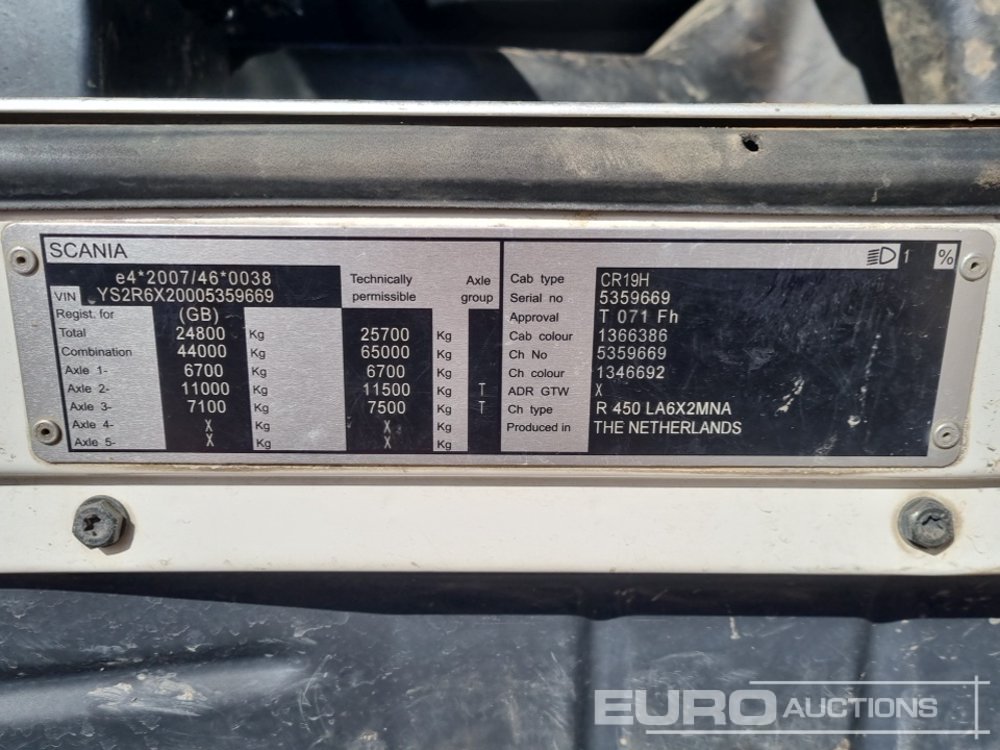 SCANIA
e4*2007/46*0038
VIN YS2R6X20005359669
Technically permissible
Axle group
Regist. for (GB)
Total 24800 Kg 25700 Kg
Combination 44000 Kg 65000 Kg
Axle 1- 6700 Kg 6700 Kg
Axle 2- 11000 Kg 11500 Kg T
Axle 3- 7100 Kg 7500 Kg T
Axle 4- X Kg X Kg
Axle 5- X Kg X Kg
1 %
Cab type CR19H
Serial no 5359669
Approval T 071 Fh
Cab colour 1366386
Ch No 5359669
Ch colour 1346692
ADR GTW X
Ch type R 450 LA6X2MNA
Produced in THE NETHERLANDS
EURO AUCTIONS